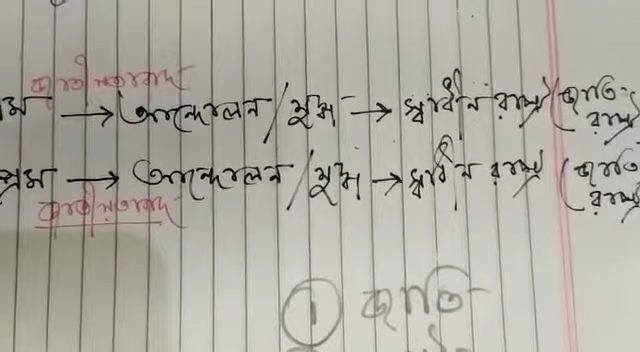 জাতীয়তাবাদ
→ আন্দোলন / যুদ্ধ → স্বাধীন রাষ্ট্র (জাতি-
রাষ্ট্র
প্রেম → আন্দোলন / যুদ্ধ → স্বাধীন রাষ্ট্র (জাতি
রাষ্ট্র
জাতীয়তাবাদ
① জাতি